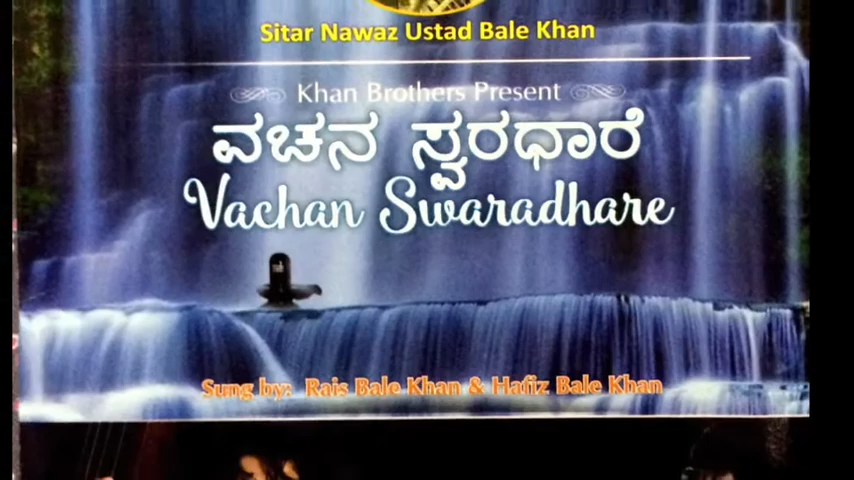 Sitar Nawaz Ustad Bale Khan
Khan Brothers Present
ವಚನ ಸ್ವರಧಾರೆ
Vachan Swaradhare
Sung by: Rais Bale Khan & Hafiz Bale Khan